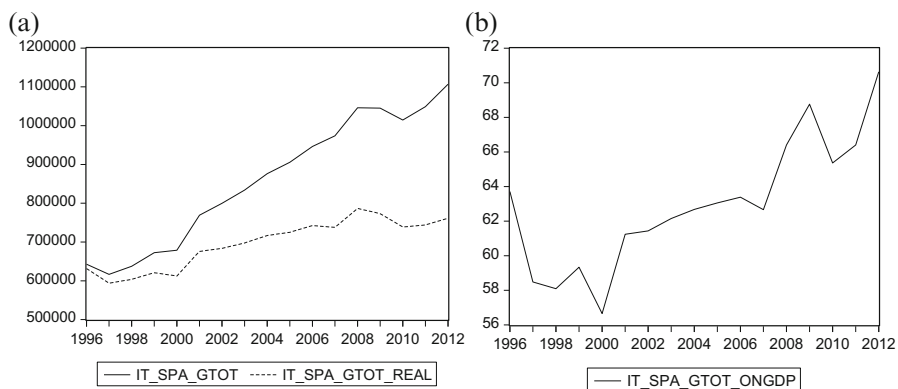 (a)
1200000
1100000
1000000
900000
800000
700000
600000
500000
1996 1998 2000 2002 2004 2006 2008 2010 2012
IT_SPA_GTOT IT_SPA_GTOT_REAL
(b)
72
70
68
66
64
62
60
58
56
1996 1998 2000 2002 2004 2006 2008 2010 2012
IT_SPA_GTOT_ONGDP